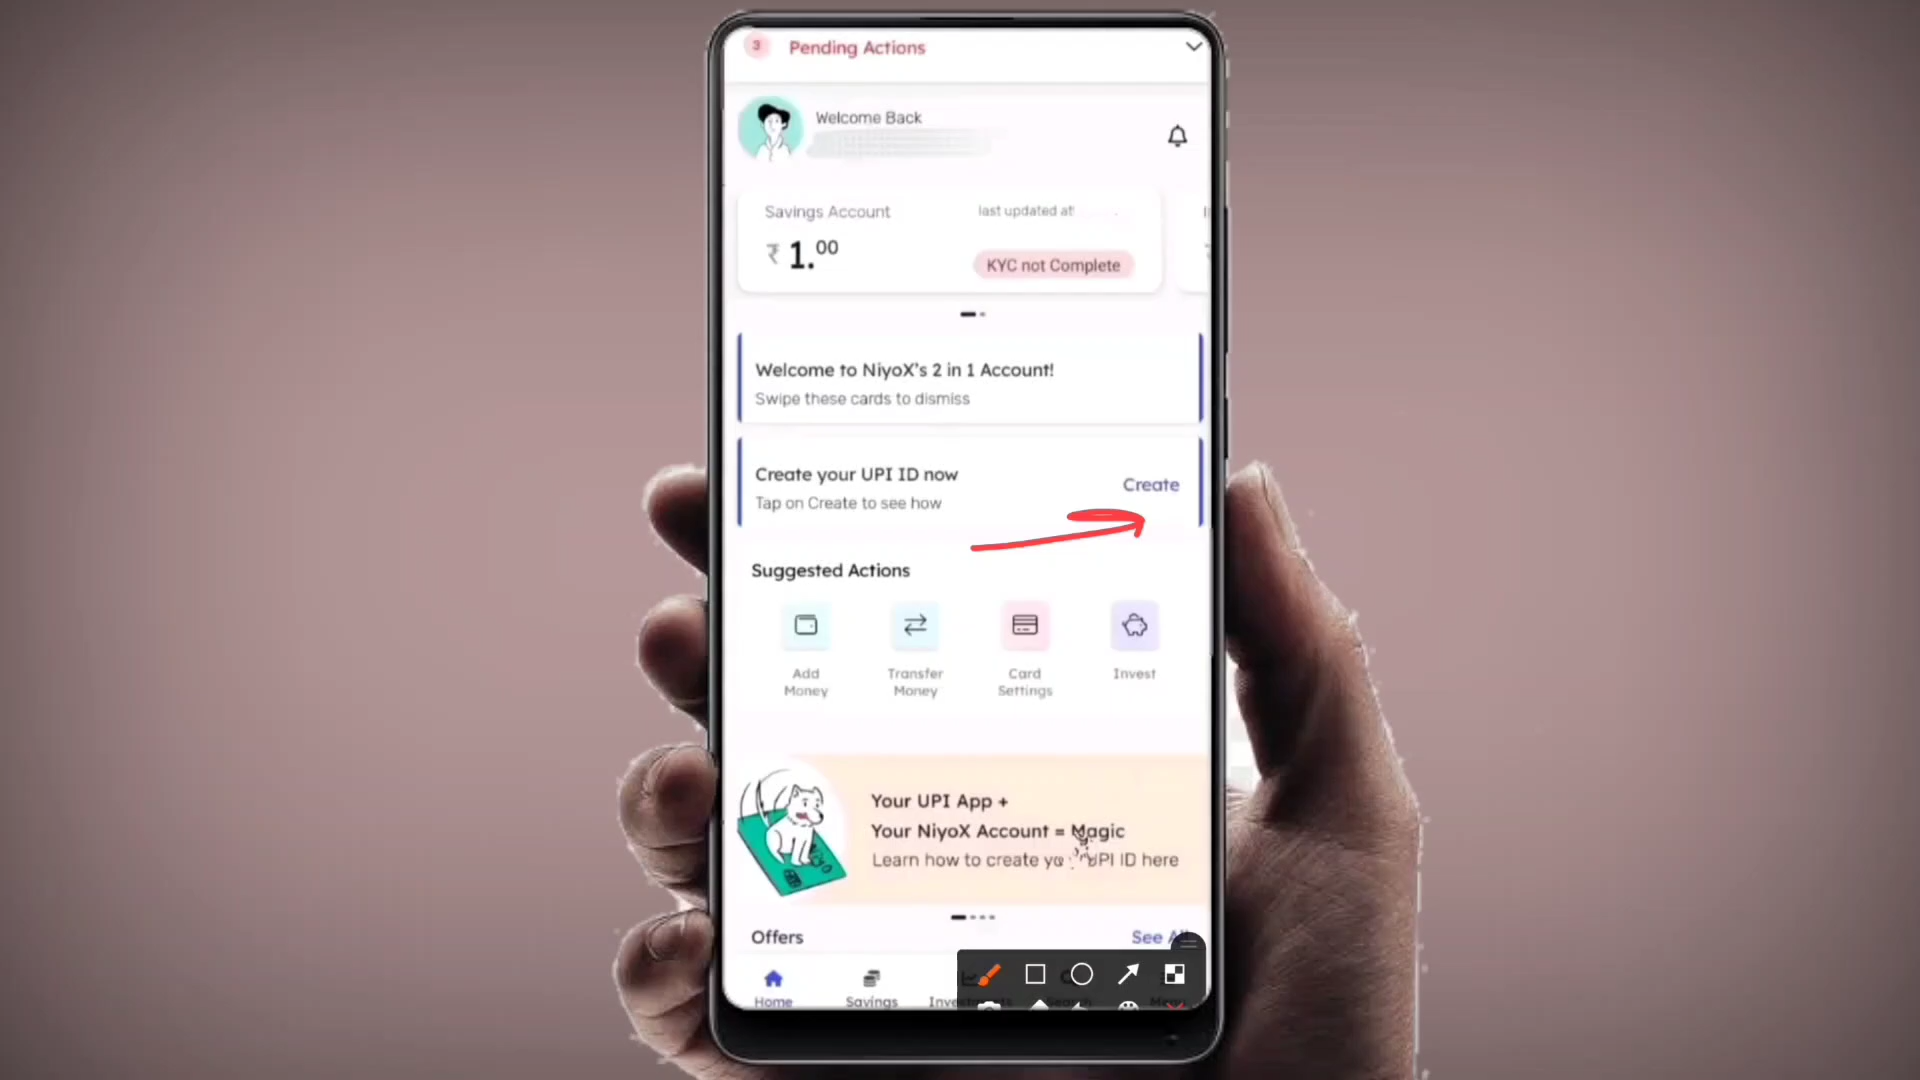 3 Pending Actions
Welcome Back
Savings Account last updated at
₹ 1.00
KYC not Complete
Welcome to NiyoX's 2 in 1 Account!
Swipe these cards to dismiss
Create your UPI ID now
Create
Tap on Create to see how
Suggested Actions
Add Money
Transfer Money
Card Settings
Invest
Your UPI App +
Your NiyoX Account = Magic
Learn how to create your UPI ID here
Offers See All
Home Savings